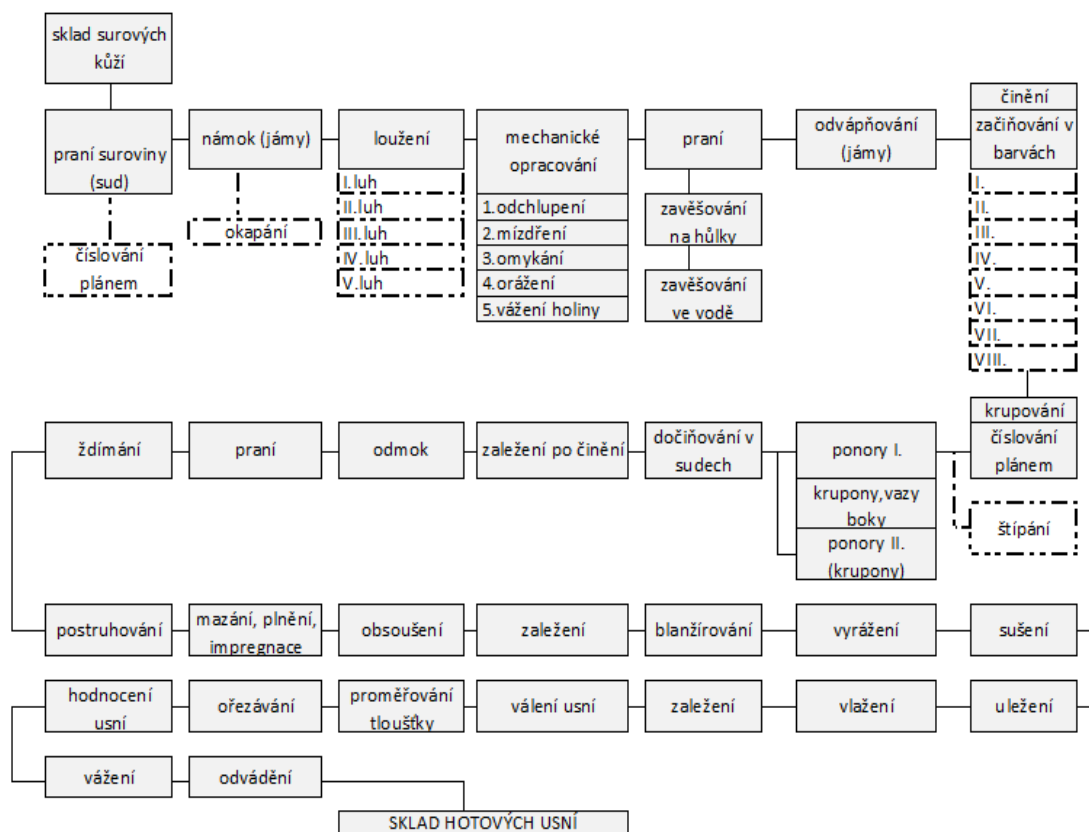 sklad surových
kůží
praní suroviny
(sud)
číslování
plánem
námok (jámy)
okapání
loužení
I.luh
II.luh
III.luh
IV.luh
V.luh
mechanické
opracování
1.odchlupení
2.mízdření
3.omykání
4.orážení
5.vážení holiny
praní
zavěšování
na hůlky
zavěšování
ve vodě
odvápňování
(jámy)
činění
začiňování v
barvách
I.
II.
III.
IV.
V.
VI.
VII.
VIII.
krupování
číslování
plánem
štípání
ponory I.
krupony,vazy
boky
ponory II.
(krupony)
dočiňování v
sudech
zaležení po činění
odmok
praní
ždímání
postruhování
mazání, plnění,
impregnace
obsoušení
zaležení
blanžírování
vyrážení
sušení
uležení
vlažení
zaležení
válení usní
proměřování
tloušťky
ořezávání
hodnocení
usní
vážení
odvádění
SKLAD HOTOVÝCH USNÍ